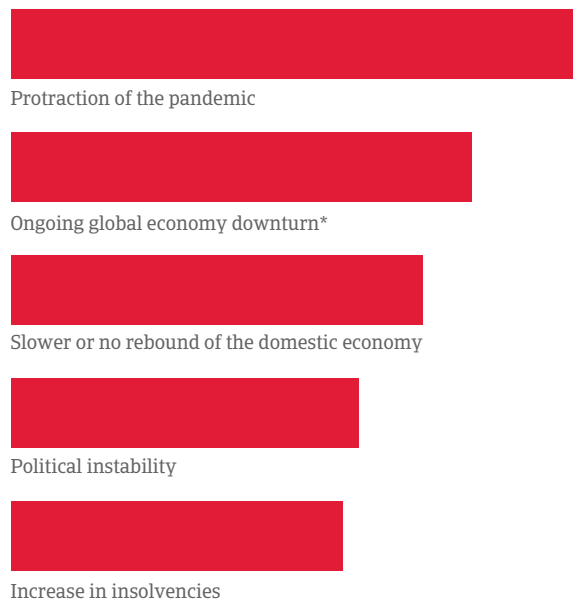 Protraction of the pandemic
Ongoing global economy downturn*
Slower or no rebound of the domestic economy
Political instability
Increase in insolvencies